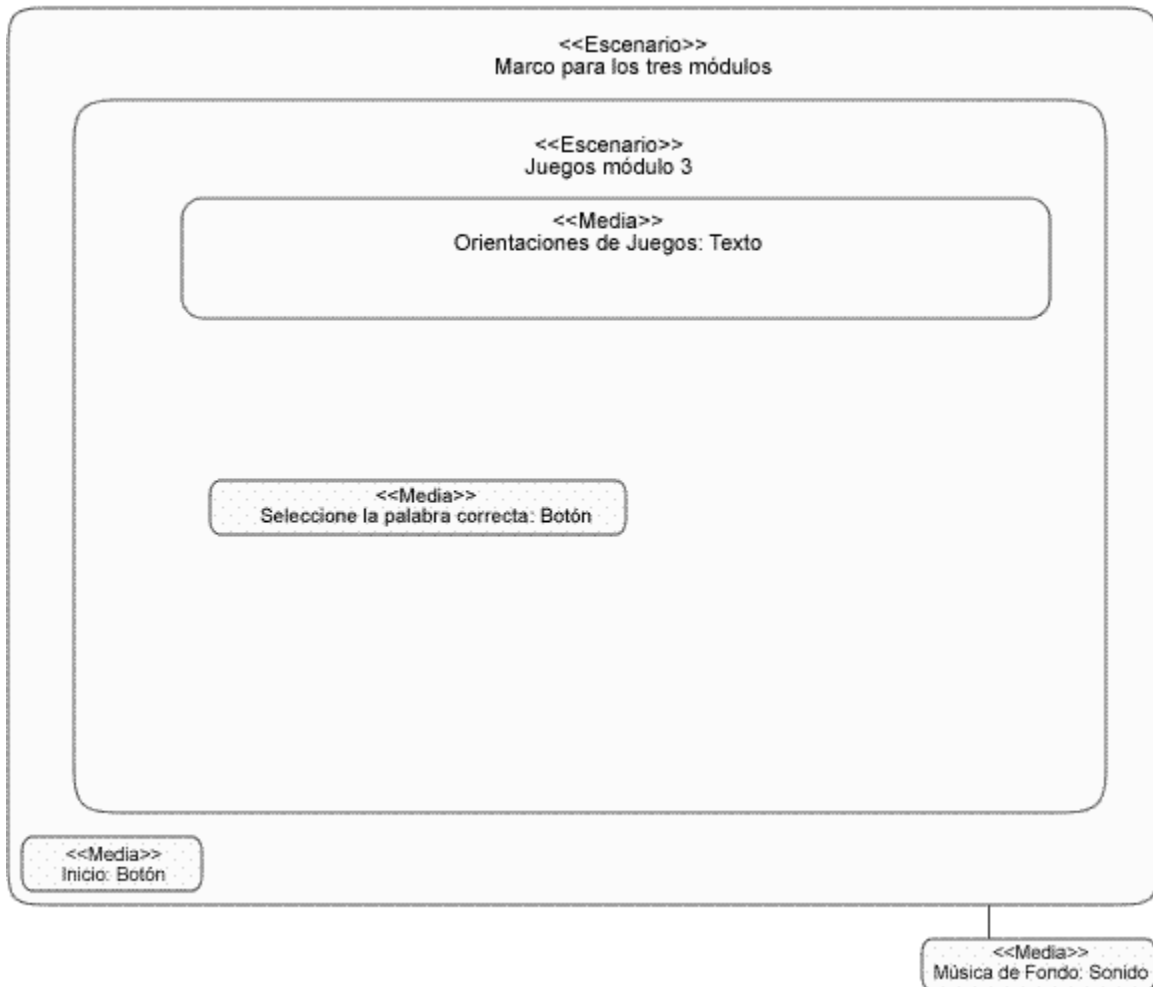 <<Escenario>>
Marco para los tres módulos
<<Escenario>>
Juegos módulo 3
<<Media>>
Orientaciones de Juegos: Texto
<<Media>>
Seleccione la palabra correcta: Botón
<<Media>>
Inicio: Botón
<<Media>>
Música de Fondo: Sonido